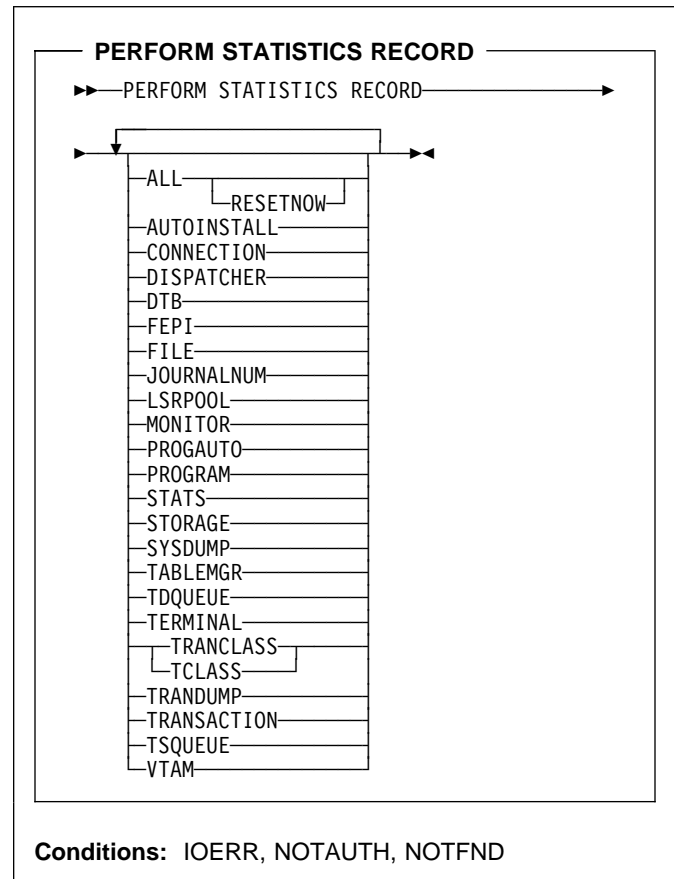 PERFORM STATISTICS RECORD
PERFORM STATISTICS RECORD
ALL
RESETNOW
AUTOINSTALL
CONNECTION
DISPATCHER
DTB
FEPI
FILE
JOURNALNUM
LSRPOOL
MONITOR
PROGAUTO
PROGRAM
STATS
STORAGE
SYSDUMP
TABLEMGR
TDQUEUE
TERMINAL
TRANCLASS
TCLASS
TRANDUMP
TRANSACTION
TSQUEUE
VTAM
Conditions: IOERR, NOTAUTH, NOTFND